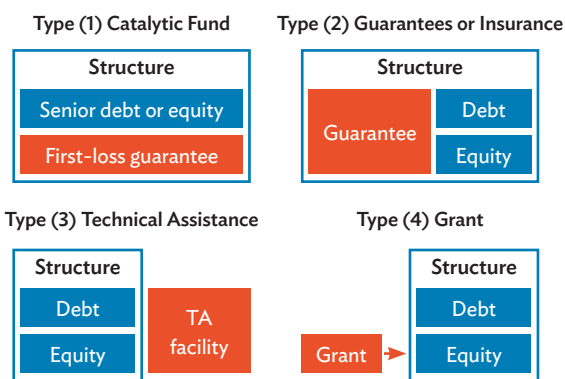 Type (1) Catalytic Fund
Structure
Senior debt or equity
First-loss guarantee
Type (2) Guarantees or Insurance
Structure
Guarantee
Debt
Equity
Type (3) Technical Assistance
Structure
Debt
Equity
TA
facility
Type (4) Grant
Structure
Debt
Grant
Equity